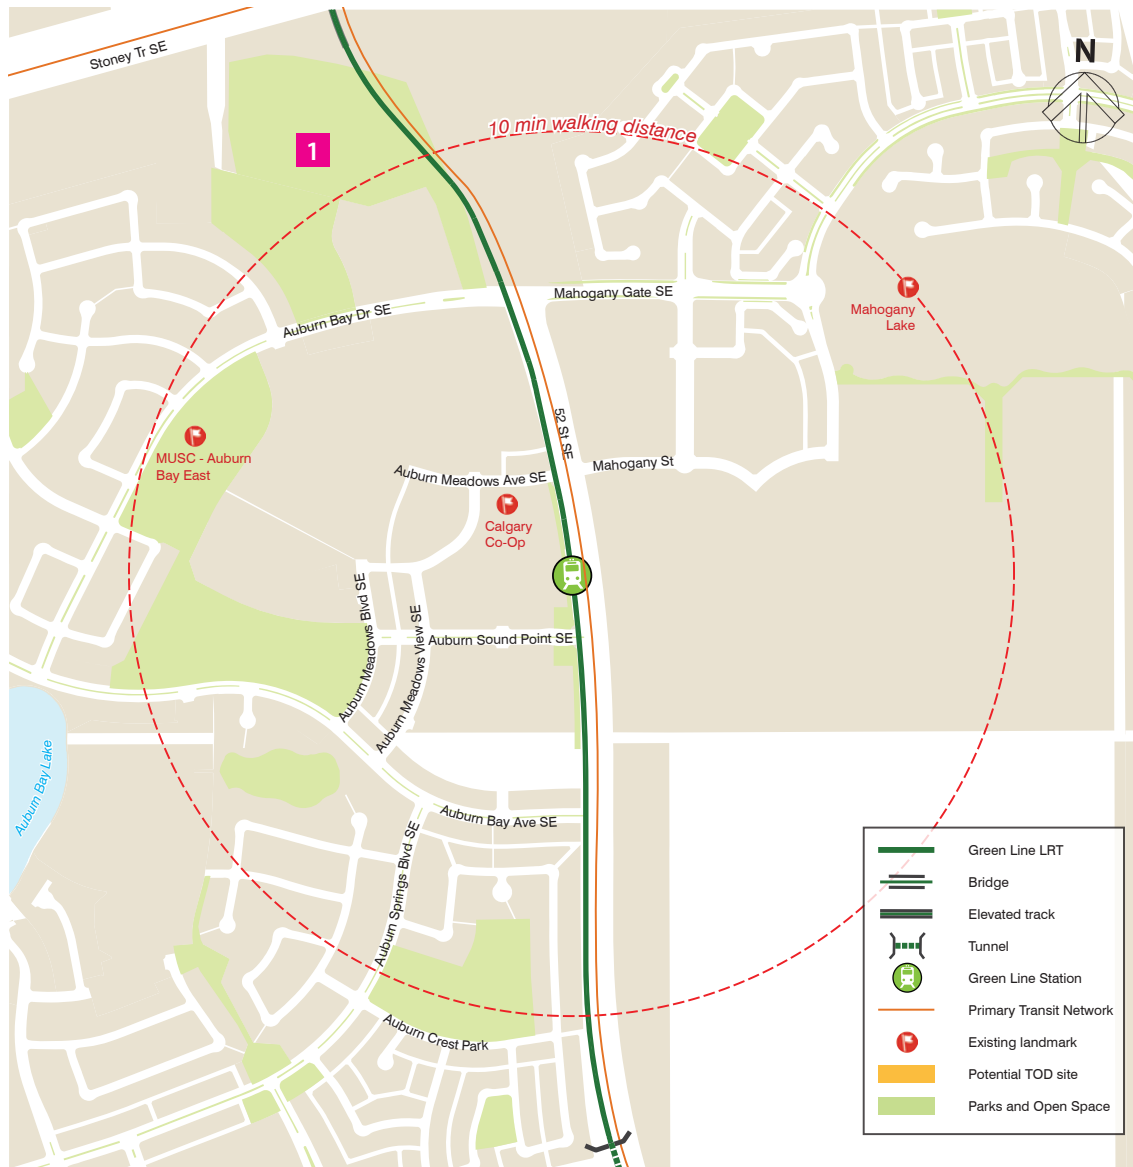 Stoney Tr SE
N
1
10 min walking distance
Mahogany Gate SE
Auburn Bay Dr SE
Mahogany
Lake
52 St SE
MUSC - Auburn
Bay East
Auburn Meadows Ave SE
Mahogany St
Calgary
Co-Op
Auburn Meadows Blvd SE
Auburn Meadows View SE
Auburn Sound Point SE
Auburn Bay Lake
Auburn Bay Ave SE
Auburn Springs Blvd SE
Auburn Crest Park
Green Line LRT
Bridge
Elevated track
Tunnel
Green Line Station
Primary Transit Network
Existing landmark
Potential TOD site
Parks and Open Space